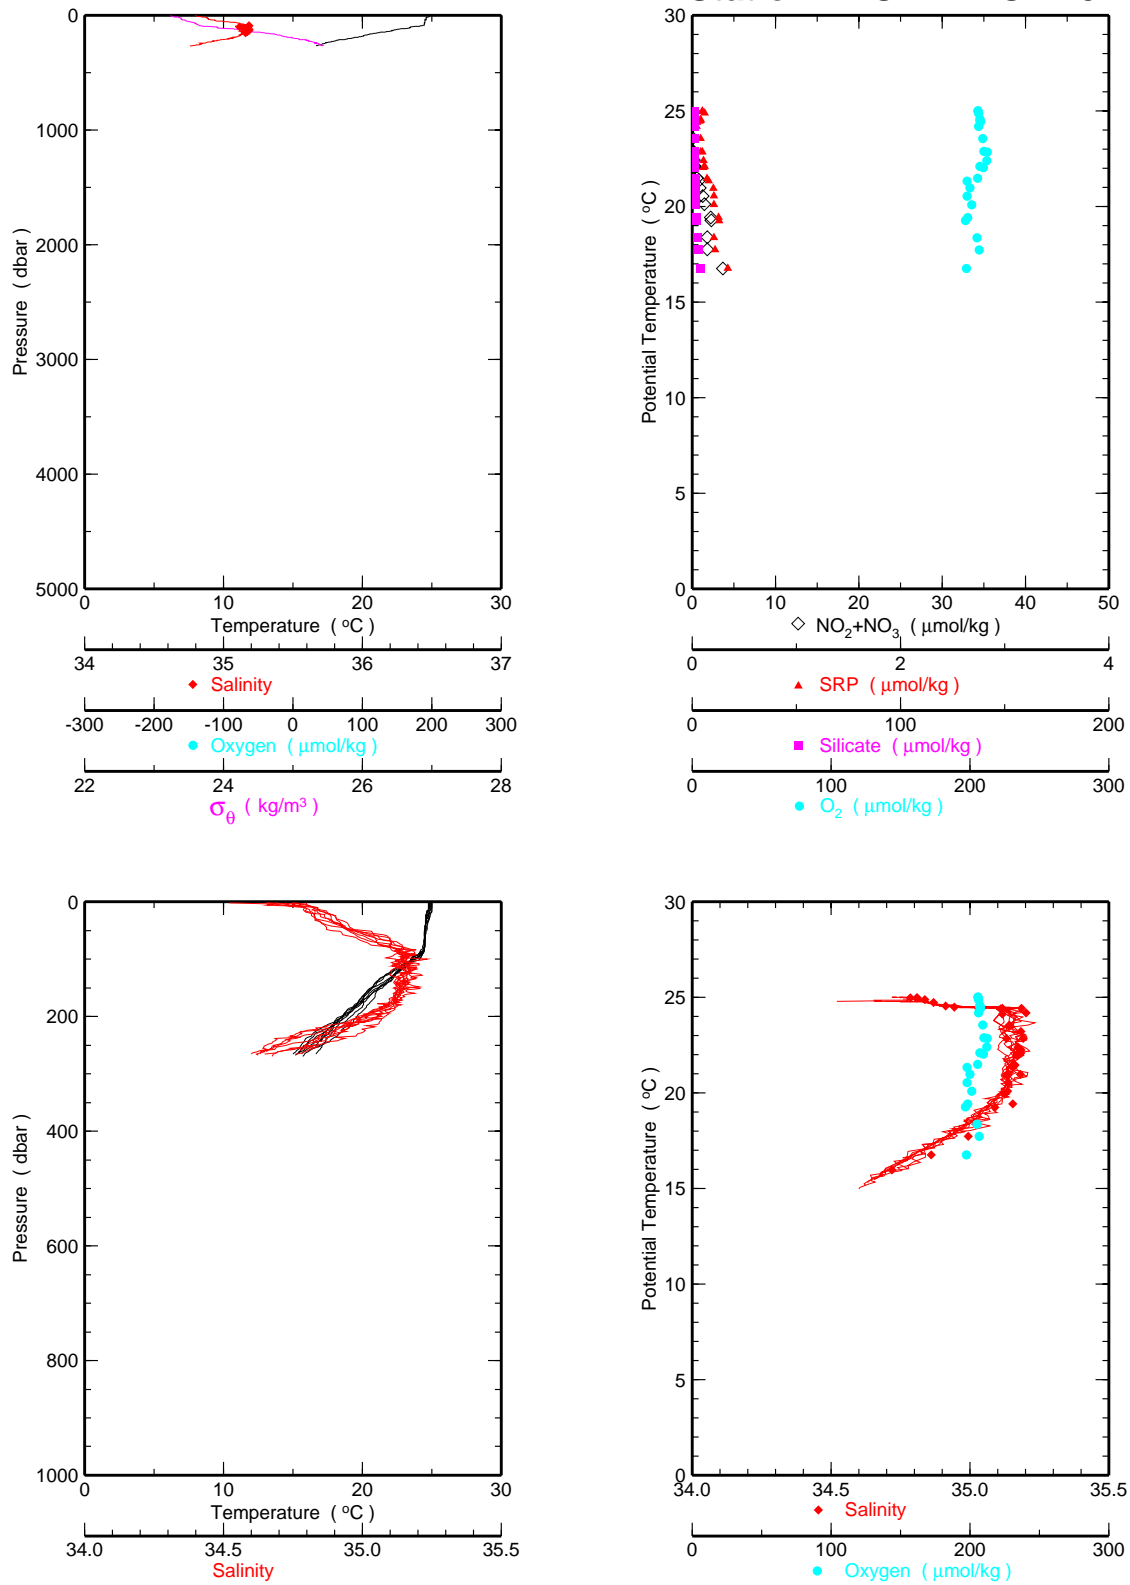 0
1000
2000
3000
4000
5000
Pressure ( dbar )
0 10 20 30
Temperature ( °C )
34 35 36 37
Salinity
-300 -150 0 150 300
Oxygen ( μmol/kg )
22 24 26 28
σθ ( kg/m³ )
30
25
20
15
10
5
0
Potential Temperature ( °C )
0 10 20 30 40 50
NO₂+NO₃ ( μmol/kg )
0 2 4
SRP ( μmol/kg )
0 100 200
Silicate ( μmol/kg )
0 100 200 300
O₂ ( μmol/kg )
0
200
400
600
800
1000
Pressure ( dbar )
0 10 20 30
Temperature ( °C )
34.0 34.5 35.0 35.5
Salinity
30
25
20
15
10
5
0
Potential Temperature ( °C )
34.0 34.5 35.0 35.5
Salinity
0 100 200 300
Oxygen ( μmol/kg )